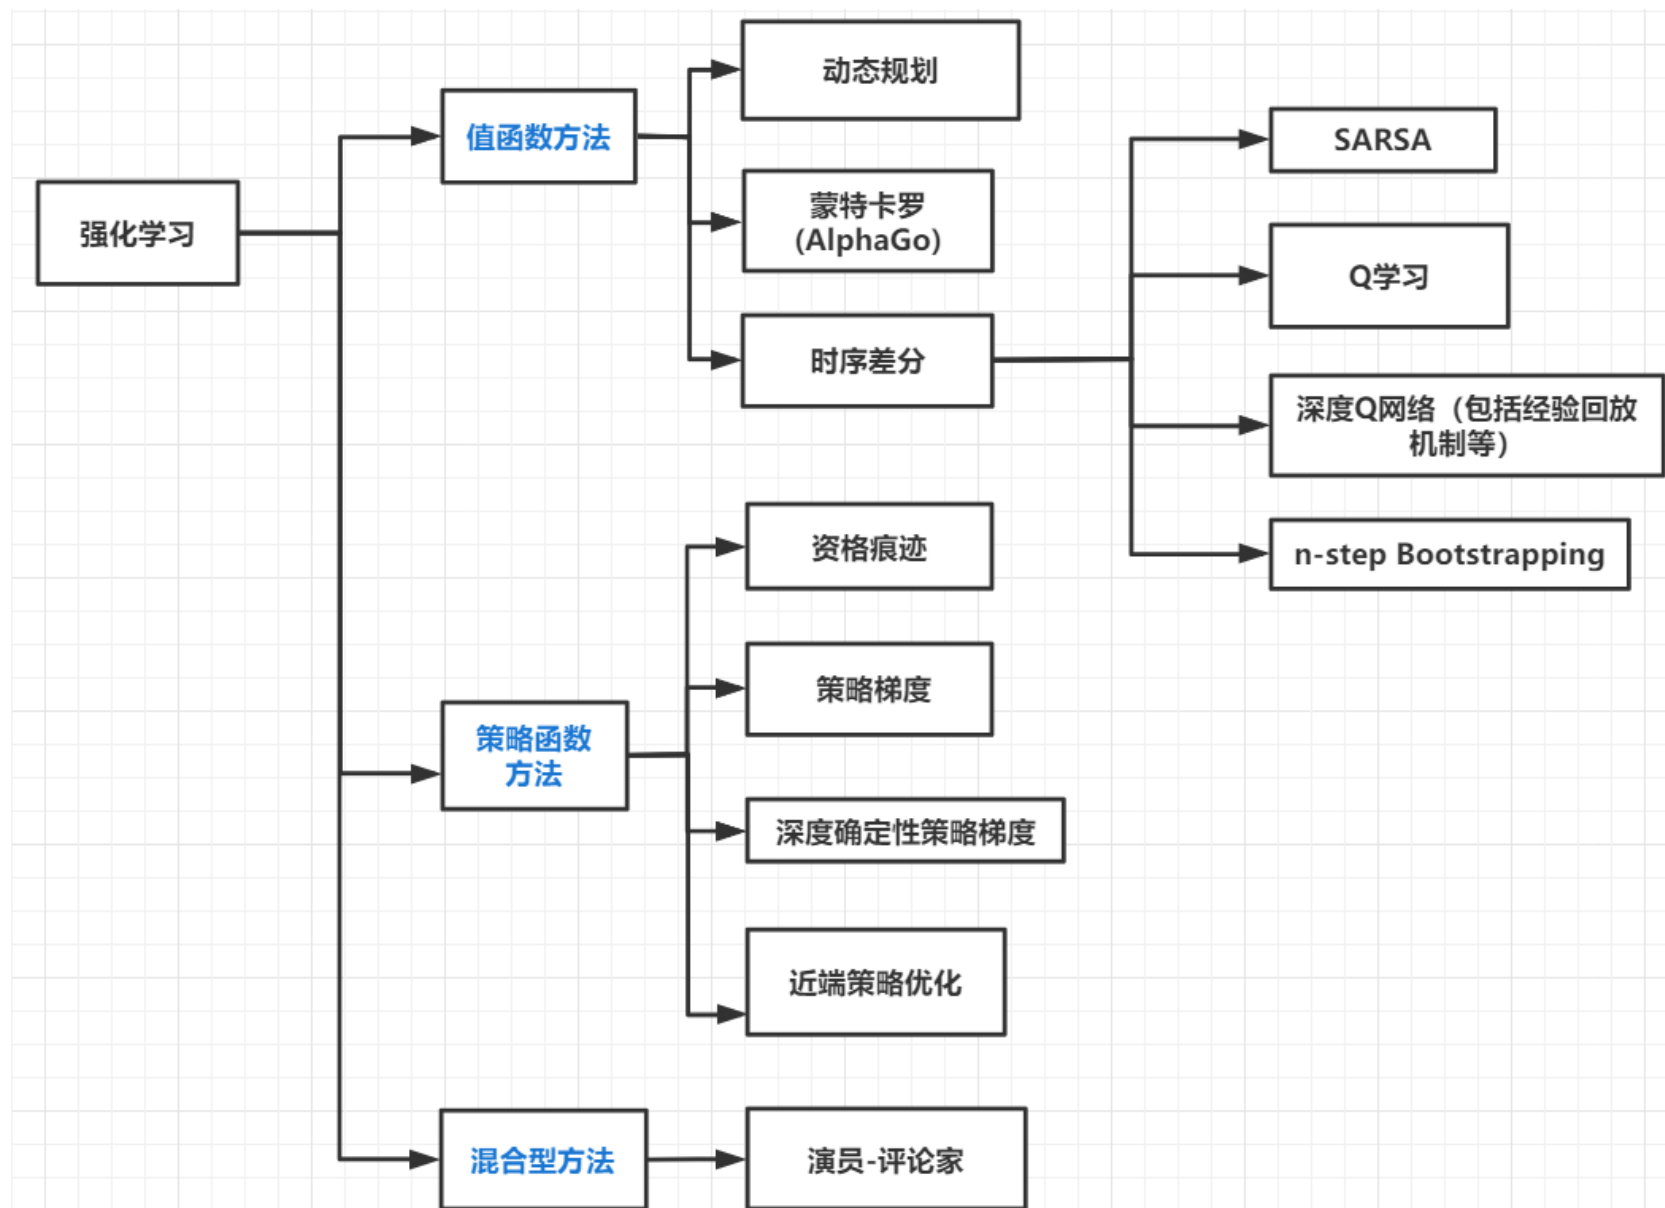 强化学习
值函数方法
动态规划
蒙特卡罗
(AlphaGo)
时序差分
SARSA
Q学习
深度Q网络（包括经验回放
机制等）
n-step Bootstrapping
策略函数
方法
资格痕迹
策略梯度
深度确定性策略梯度
近端策略优化
混合型方法
演员-评论家